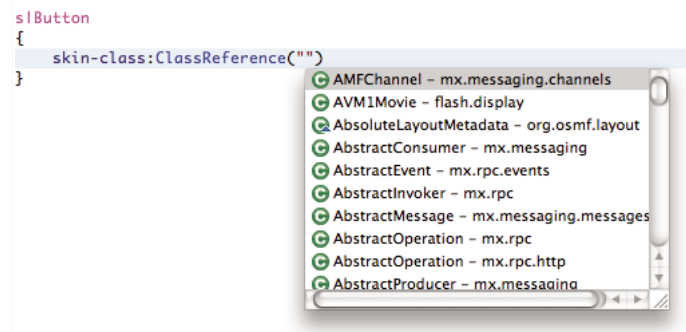 s|Button
{
skin-class:ClassReference("")
}
AMFChannel – mx.messaging.channels
AVM1Movie – flash.display
AbsoluteLayoutMetadata – org.osmf.layout
AbstractConsumer – mx.messaging
AbstractEvent – mx.rpc.events
AbstractInvoker – mx.rpc
AbstractMessage – mx.messaging.messages
AbstractOperation – mx.rpc
AbstractOperation – mx.rpc.http
AbstractProducer – mx.messaging